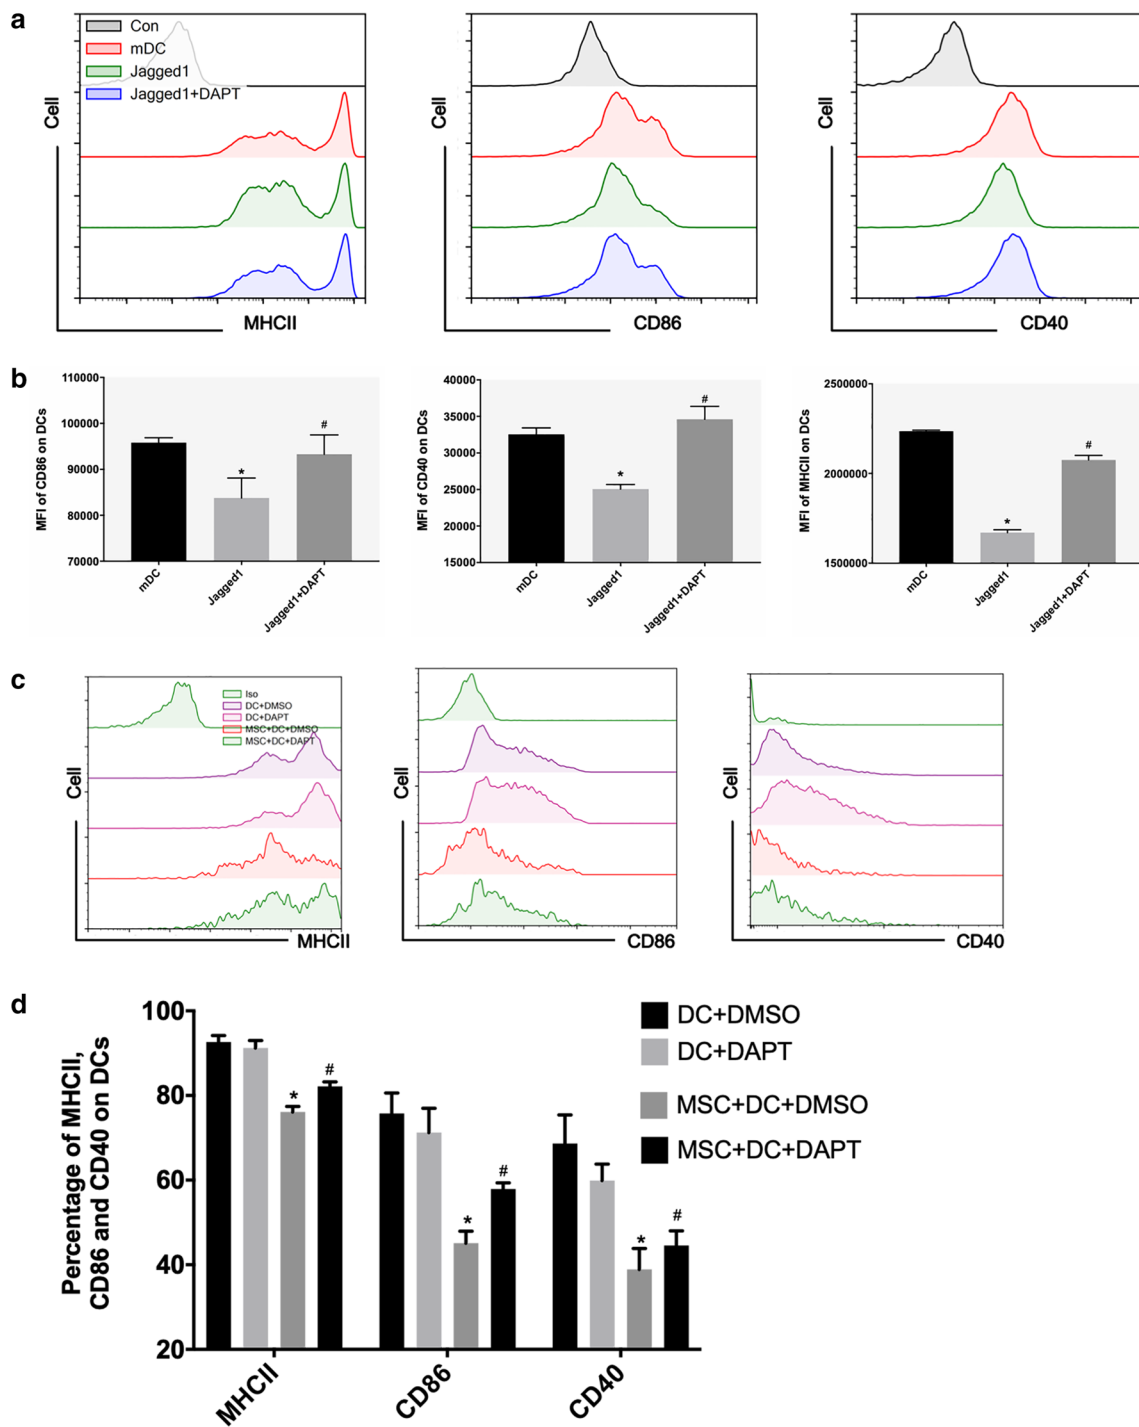 a
Con
mDC
Jagged1
Jagged1+DAPT
Cell
MHCII
Cell
CD86
Cell
CD40
b
MFI of CD86 on DCs
110000
100000
90000
80000
70000
*
#
mDC
Jagged1
Jagged1+DAPT
MFI of CD40 on DCs
40000
35000
30000
25000
20000
15000
*
#
mDC
Jagged1
Jagged1+DAPT
MFI of MHCII on DCs
2500000
2000000
1500000
*
#
mDC
Jagged1
Jagged1+DAPT
c
Iso
DC+DMSO
DC+DAPT
MSC+DC+DMSO
MSC+DC+DAPT
Cell
MHCII
Cell
CD86
Cell
CD40
d
Percentage of MHCII,
CD86 and CD40 on DCs
100
80
60
40
20
*
#
*
#
*
#
MHCII
CD86
CD40
DC+DMSO
DC+DAPT
MSC+DC+DMSO
MSC+DC+DAPT